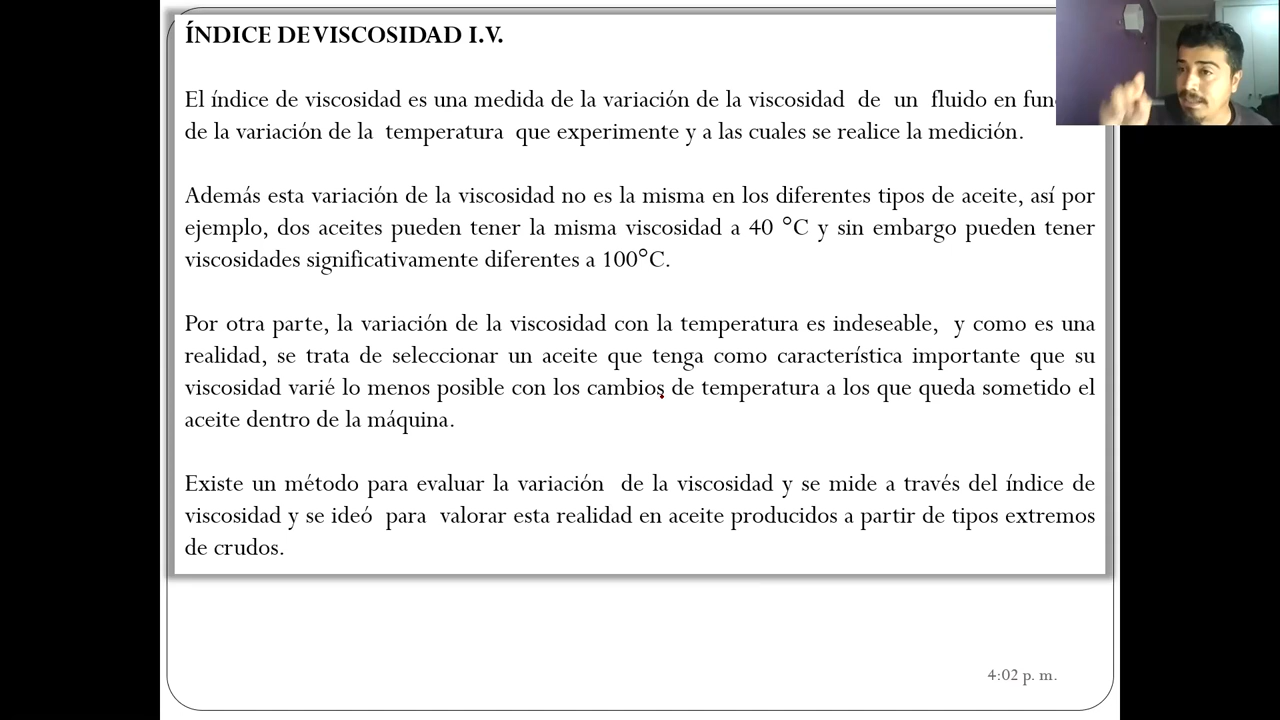 ÍNDICE DE VISCOSIDAD I.V.
El índice de viscosidad es una medida de la variación de la viscosidad de un fluido en
de la variación de la temperatura que experimente y a las cuales se realice la medición.
Además esta variación de la viscosidad no es la misma en los diferentes tipos de aceite, así por
ejemplo, dos aceites pueden tener la misma viscosidad a 40 °C y sin embargo pueden tener
viscosidades significativamente diferentes a 100°C.
Por otra parte, la variación de la viscosidad con la temperatura es indeseable, y como es una
realidad, se trata de seleccionar un aceite que tenga como característica importante que su
viscosidad varié lo menos posible con los cambios de temperatura a los que queda sometido el
aceite dentro de la máquina.
Existe un método para evaluar la variación de la viscosidad y se mide a través del índice de
viscosidad y se ideó para valorar esta realidad en aceite producidos a partir de tipos extremos
de crudos.
4:02 p. m.